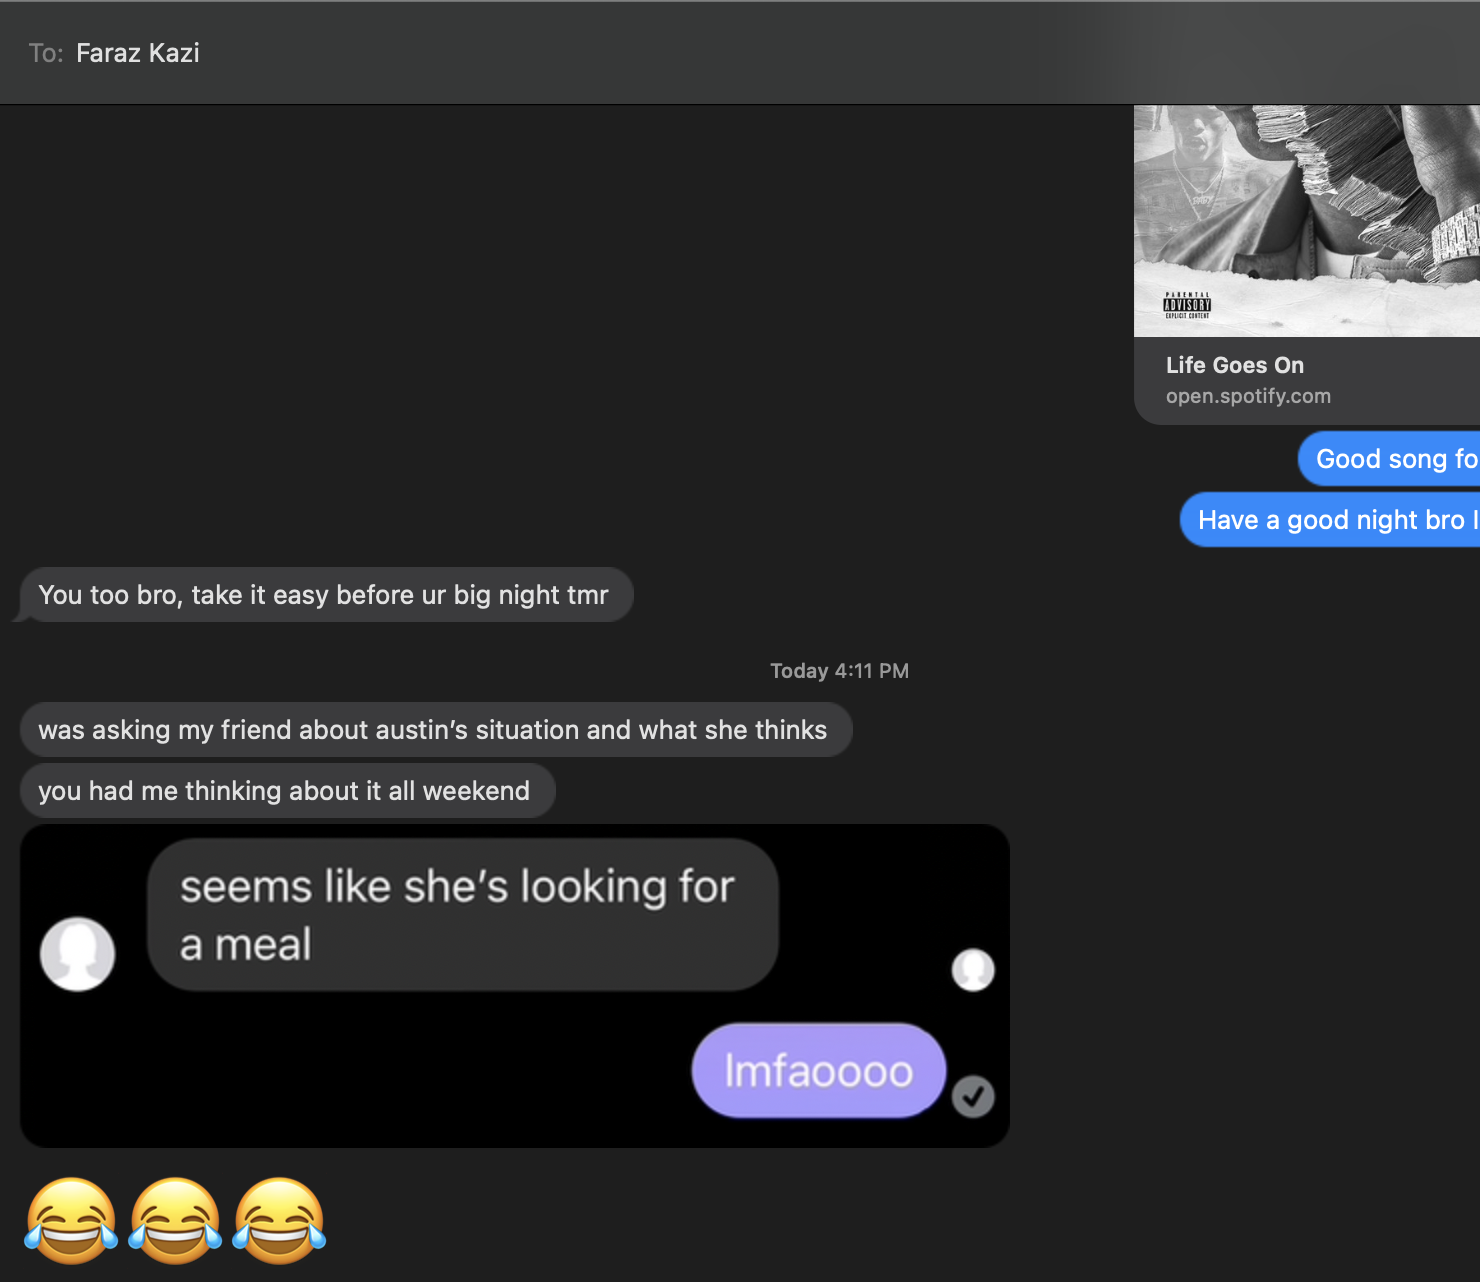 To: Faraz Kazi
PARENTAL
ADVISORY
EXPLICIT CONTENT
Life Goes On
open.spotify.com
Good song fo
Have a good night bro I
You too bro, take it easy before ur big night tmr
Today 4:11 PM
was asking my friend about austin’s situation and what she thinks
you had me thinking about it all weekend
seems like she’s looking for
a meal
lmfaoooo
😂😂😂